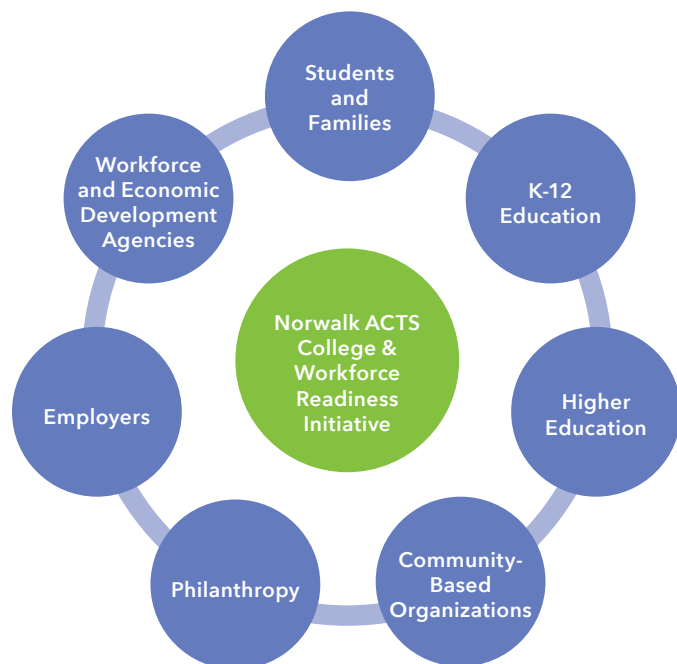 Students
and
Families
K-12
Education
Higher
Education
Community-
Based
Organizations
Philanthropy
Employers
Workforce
and Economic
Development
Agencies
Norwalk ACTS
College &
Workforce
Readiness
Initiative